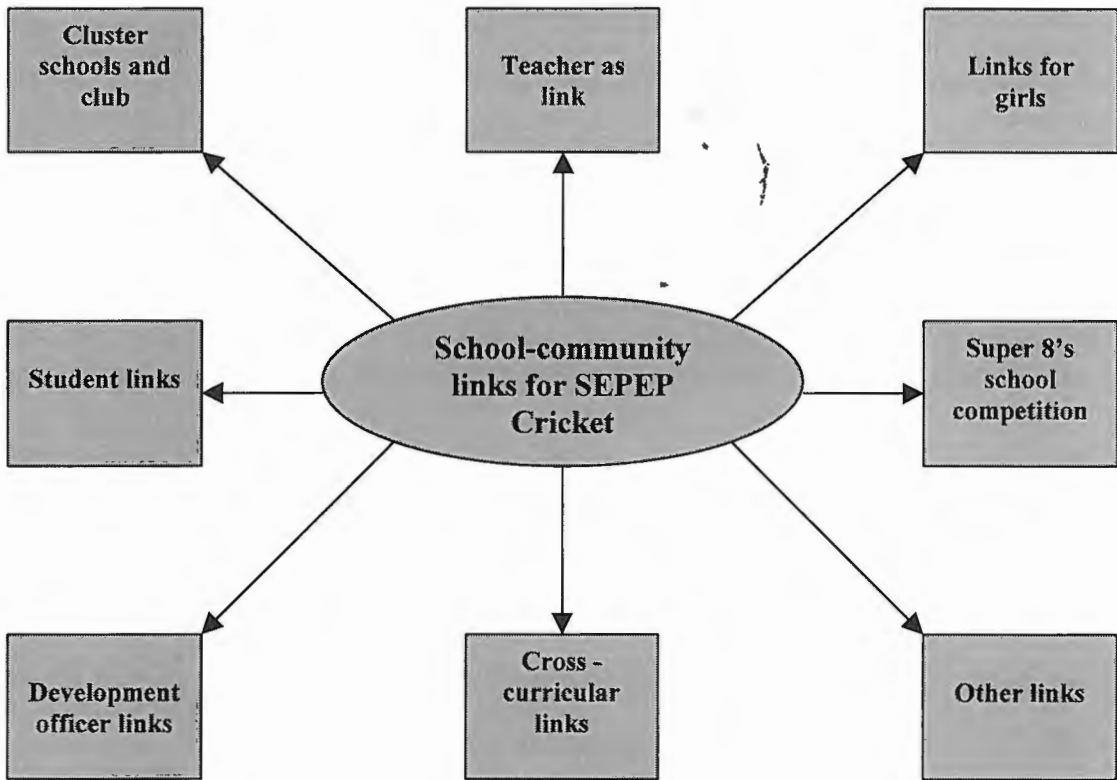 Cluster
schools and
club
Teacher as
link
Links for
girls
Student links
School-community
links for SEPEP
Cricket
Super 8's
school
competition
Development
officer links
Cross -
curricular
links
Other links